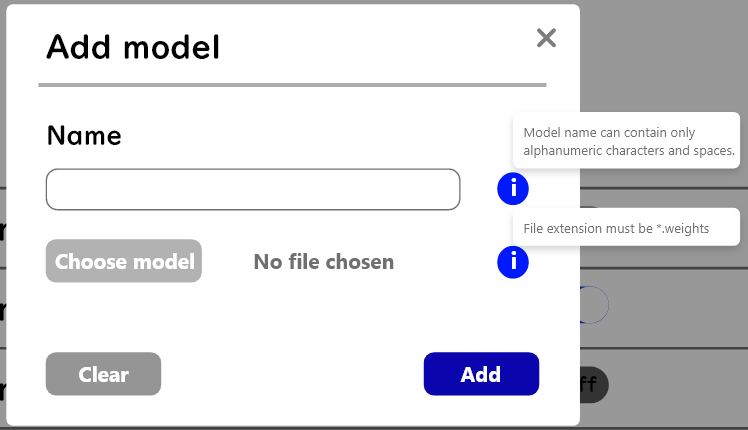 Add model
Name
Model name can contain only
alphanumeric characters and spaces.
i
File extension must be *.weights
Choose model
No file chosen
i
Clear
Add
ff